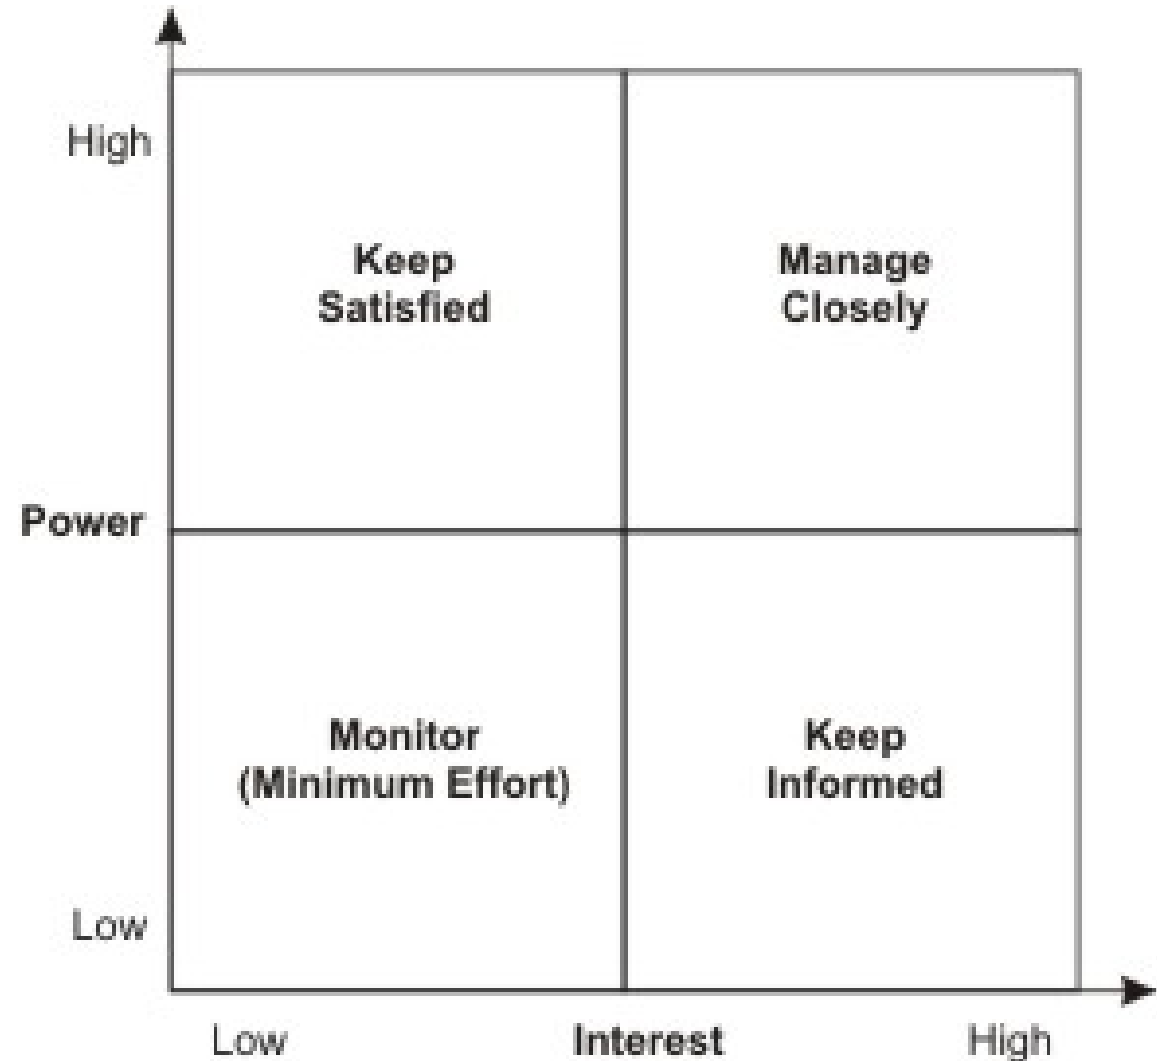 High
Keep
Satisfied
Manage
Closely
Power
Monitor
(Minimum Effort)
Keep
Informed
Low
Low
Interest
High